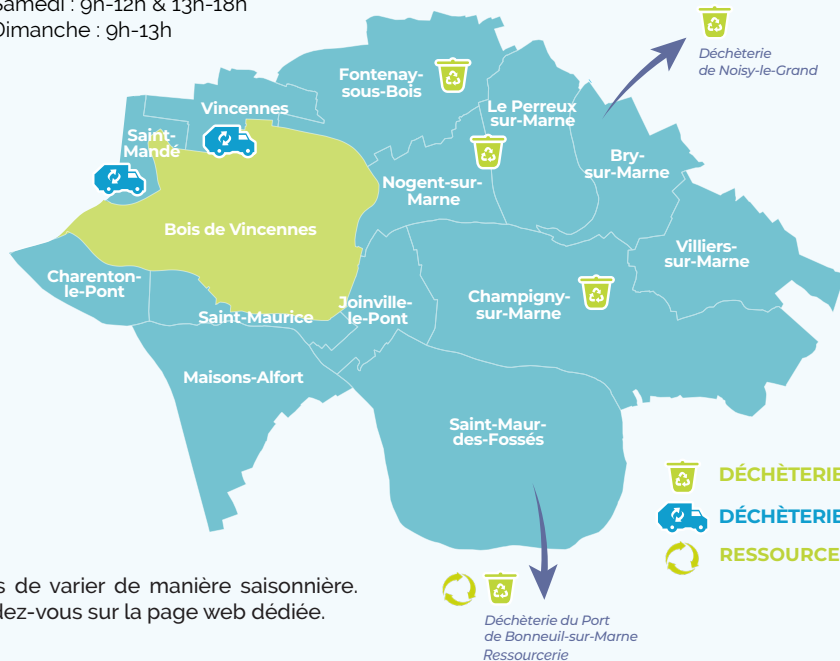 Samedi : 9h-12h & 13h-18h
Dimanche : 9h-13h
Déchèterie
de Noisy-le-Grand
Fontenay-
sous-Bois
Vincennes
Le Perreux
sur-Marne
Saint-
Mandé
Bry-
sur-Marne
Nogent-sur-
Marne
Bois de Vincennes
Villiers-
sur-Marne
Charenton-
le-Pont
Joinville-
le-Pont
Champigny-
sur-Marne
Saint-Maurice
Maisons-Alfort
Saint-Maur-
des-Fossés
DÉCHÈTERIE
DÉCHÈTERIE
RESSOURCE
de varier de manière saisonnière.
dez-vous sur la page web dédiée.
Déchèterie du Port
de Bonneuil-sur-Marne
Ressourcerie